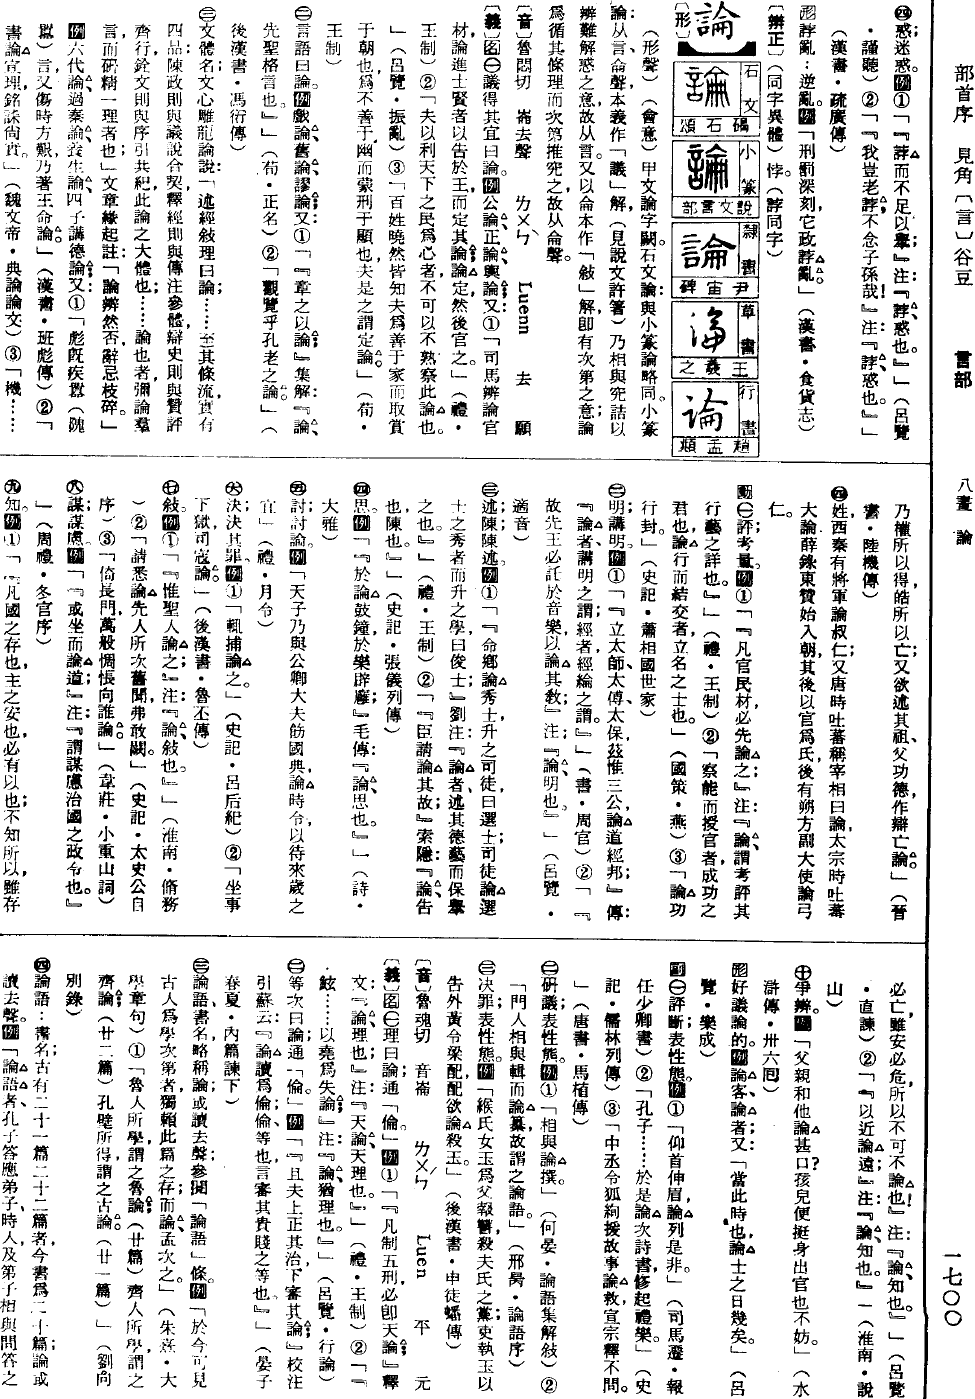 部首序　見角〔言〕谷豆　言部　八畫　論　一七〇〇
㊃惑；迷惑。例①「『誖而不足以舉』注：『誖惑也。』」（呂覽
・謹聽）②「『我豈老誖不念子孫哉！』注：『誖，惑也。』」
（漢書・疏廣傳）
形誖亂：逆亂。例「刑罰深刻，它政誖亂。」（漢書・食貨志）
〔辨正〕（同字異體）悖（誖同字）
論
〔形〕
石文　論　碣石頌
小篆　論　說文言部
隸書　論　尹宙碑
草書　論　王羲之
行書　論　趙孟頫
（形聲）（會意）甲文論字闕。石文論與小篆論略同。小篆
論：从言，侖聲，本義作「議」解（見說文許箸）乃相與究詰以
辨難解惑之意，故从言。又以侖本作「敘」解，卽有次第之意；論
爲循其條理而次第推究之，故从侖聲。
〔音〕魯悶切　崙去聲　ㄌㄨㄣˋ　Luenn　去　願
〔義〕名㊀議得其宜曰論。例公論、正論、輿論。又：①「司馬辨論官
材，論進士賢者以告於王，而定其論；論定然後官之。」（禮・
王制）②「夫以利天下之民爲心者，不可以不熟察此論也。
」（呂覽・振亂）③「百姓曉然皆知夫爲善于家而取賞
于朝也，爲不善于幽而蒙刑于顯也，夫是之謂定論。」（荀・
王制）
㊁言語曰論。例戲論、舊論、謬論。又：①「『章之以論』集解：『論，
先聖格言也。』」（荀・正名）②「觀覽乎孔老之論。」（
後漢書・馮衍傳）
㊂文體名；文心雕龍論說：「述經敘理曰論……至其條流，實有
四品：陳政則與議說合契，釋經則與傳注參體，辯史則與贊評
齊行，銓文則與序引共紀；此論之大體也……論也者，彌論羣
言，而研精一理者也。」文章緣起註：「論辨然否，辭忌枝碎。」
例六代論、過秦論、養生論、四子講德論。又：①「彪旣疾囂（隗
囂）言，又傷時方艱，乃著王命論。」（漢書・班彪傳）②「
書論宣理，銘誄尙實。」（魏文帝・典論論文）③「機……
乃權所以得，皓所以亡；又欲述其祖、父功德，作辯亡論。」（晉
書・陸機傳）
㊃姓；西秦有將軍論叔仁；又唐時吐蕃稱宰相曰論，太宗時吐蕃
大論薛錄東贊始入朝，其後以官爲氏，後有朔方副大使論弓
仁。
動㊀評；考量。例①「『凡官民材必先論之』注：『論謂考評其
行藝之詳也。』」（禮・王制）②「察能而授官者，成功之
君也；論行而結交者，立名之士也。」（國策・燕）③「論功
行封。」（史記・蕭相國世家）
㊁明；講明。例①「『立太師太傅太保，茲惟三公；論道經邦』傳：
『論者講明之謂；經者經綸之謂。』」（書・周官）②「『
故先王必託於音樂以論其敎』注：『論，明也。』」（呂覽・
適音）
㊂述；陳；陳述。例①「『命鄉論秀士升之司徒，曰選士；司徒論選
士之秀者而升之學，曰俊士』劉注：『論者述其德藝而保舉
之也。』」（禮・王制）②「『臣請論其故』索隱：『論，告
也，陳也。』」（史記・張儀列傳）
㊃思。例「『於論鼓鐘，於樂辟廱』毛傳：『論，思也。』」（詩・
大雅）
㊄討；討論。例「天子乃與公卿大夫飭國典，論時令，以待來歲之
宜。」（禮・月令）
㊅決；決其罪。例①「輒捕論之。」（史記・呂后紀）②「坐事
下獄司寇論。」（後漢書・魯丕傳）
㊆敍。例①「『惟聖人論之』注：『論，敍也。』」（淮南・脩務
）②「請悉論先人所次舊聞，弗敢闕。」（史記・太史公自
序）③「倚長門，萬般惆悵向誰論。」（韋莊・小重山詞）
㊇謀；謀慮。例「『或坐而論道』注：『謂謀慮治國之政令也。』
」（周禮・冬官序）
㊈知。例①「『凡國之存也，主之安也，必有以也；不知所以，雖存
必亡，雖安必危，所以不可不論也！』注：『論，知也。』」（呂覽
・直諫）②「『以近論遠』注：『論，知也。』」（淮南・說
山）
㊉爭辯。例「父親和他論甚口？孩兒便挺身出官也不妨。」（水
滸傳・卅六回）
形好議論的。例論客、論者。又「當此時也，論士之日幾矣。」（呂
覽・樂成）
副㊀評斷；表性態。例①「仰首伸眉，論列是非。」（司馬遷・報
任少卿書）②「孔子……於是論次詩書，修起禮樂。」（史
記・儒林列傳）③「中丞令狐絢援故事論救，宣宗釋不問。
」（唐書・馬植傳）
㊁研議；表性態。例①「相與論撰。」（何晏・論語集解敘）②
「門人相與輯而論纂，故謂之論語。」（邢昺・論語序）
㊂決罪；表性態。例「緱氏女玉爲父報讎，殺夫氏之黨，吏執玉以
告外黃令梁配，配欲論殺玉。」（後漢書・申徒蟠傳）
〔音〕魯魂切　音崙　ㄌㄨㄣˊ　Luen　平　元
〔義〕名㊀理曰論；通「倫」。例①「『凡制五刑，必卽天論』釋
文：『論，理也。』注：『天論，天理也。』」（禮・王制）②「『
絃……以堯爲失論』注：『論，猶理也。』」（呂覽・行論）
㊁等次曰論；通「倫」。例「『且夫上正其治，下審其論』校注
引蘇云：『論讀爲倫；倫，等也，言審其貴賤之等也。』」（晏子
春夏・內篇諫下）
㊂論語，書名，略稱論；或讀去聲，參閱「論語」條。例「於今可見
古人爲學次第者，獨賴此篇之存，而論、孟次之。」（朱熹・大
學章句）①「魯人所學謂之魯論（廿篇），齊人所學謂之
齊論（廿二篇），孔壁所得謂之古論（廿一篇）。」（劉向
別錄）
㊃論語：書名；古有二十一篇、二十二篇者，今書爲二十篇；論或
讀去聲。例「論語者，孔子答應弟子，時人及弟子相與問答之